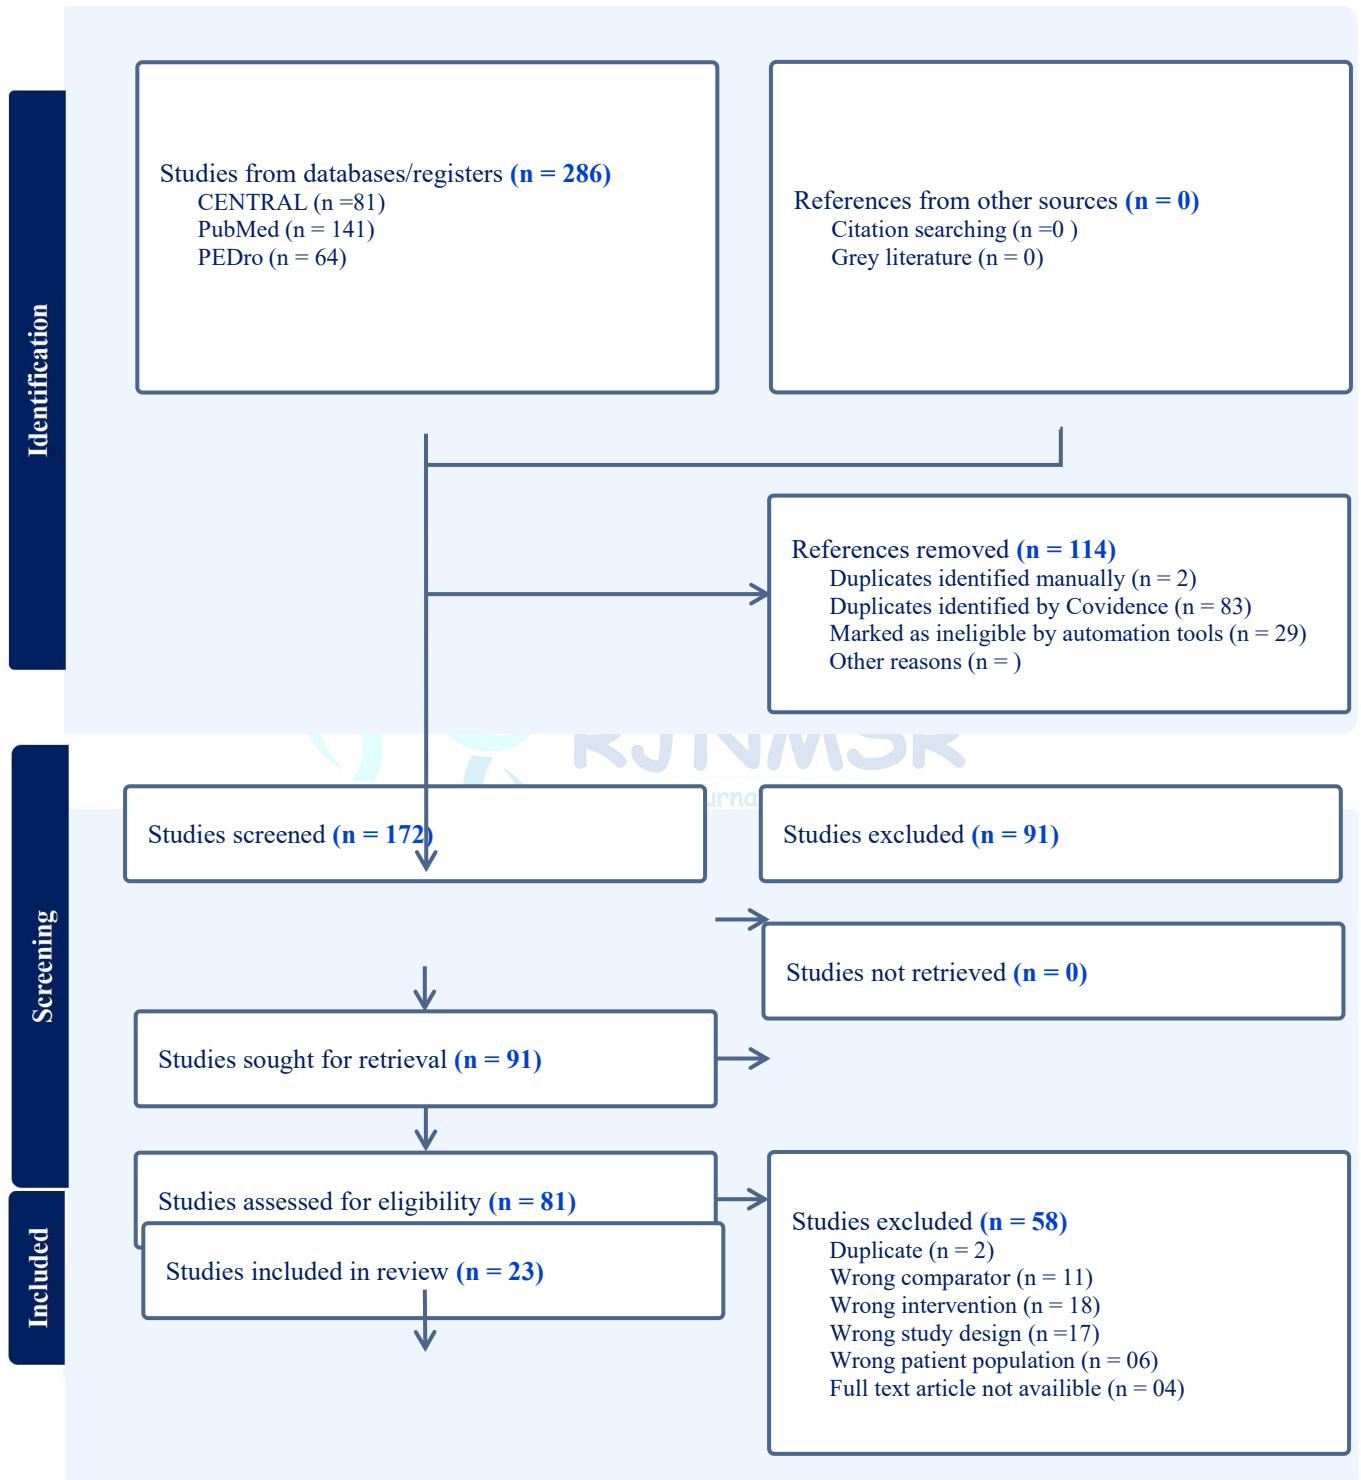 Identification
Studies from databases/registers (n = 286)
CENTRAL (n =81)
PubMed (n = 141)
PEDro (n = 64)
References from other sources (n = 0)
Citation searching (n =0 )
Grey literature (n = 0)
References removed (n = 114)
Duplicates identified manually (n = 2)
Duplicates identified by Covidence (n = 83)
Marked as ineligible by automation tools (n = 29)
Other reasons (n = )
RJNMSR
Screening
Studies screened (n = 172)
Studies excluded (n = 91)
Studies not retrieved (n = 0)
Studies sought for retrieval (n = 91)
Studies assessed for eligibility (n = 81)
Studies excluded (n = 58)
Duplicate (n = 2)
Wrong comparator (n = 11)
Wrong intervention (n = 18)
Wrong study design (n =17)
Wrong patient population (n = 06)
Full text article not availible (n = 04)
Included
Studies included in review (n = 23)